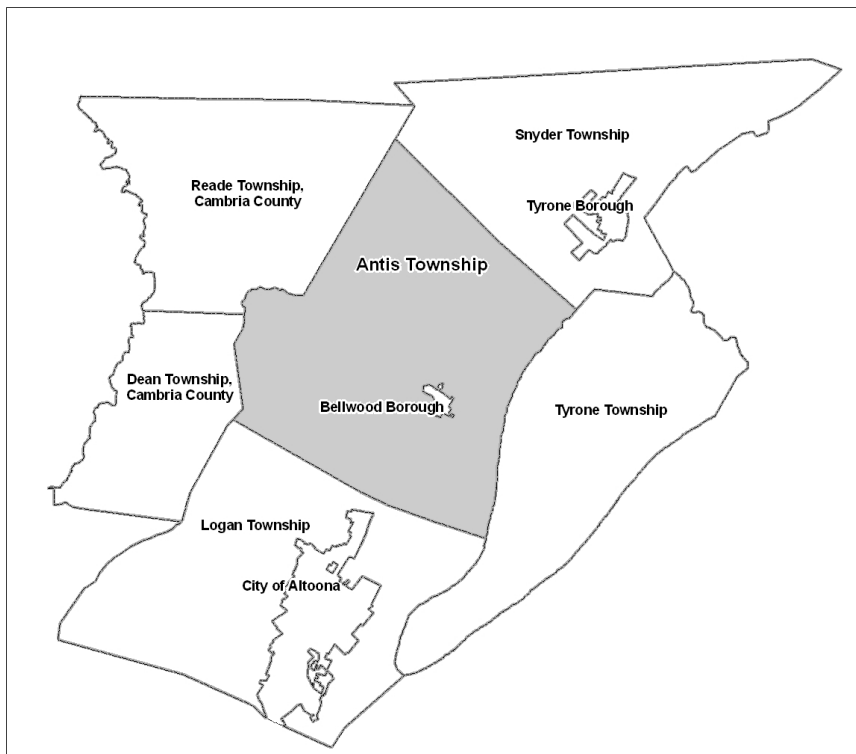 Snyder Township
Reade Township,
Cambria County
Tyrone Borough
Antis Township
Dean Township,
Cambria County
Bellwood Borough
Tyrone Township
Logan Township
City of Altoona